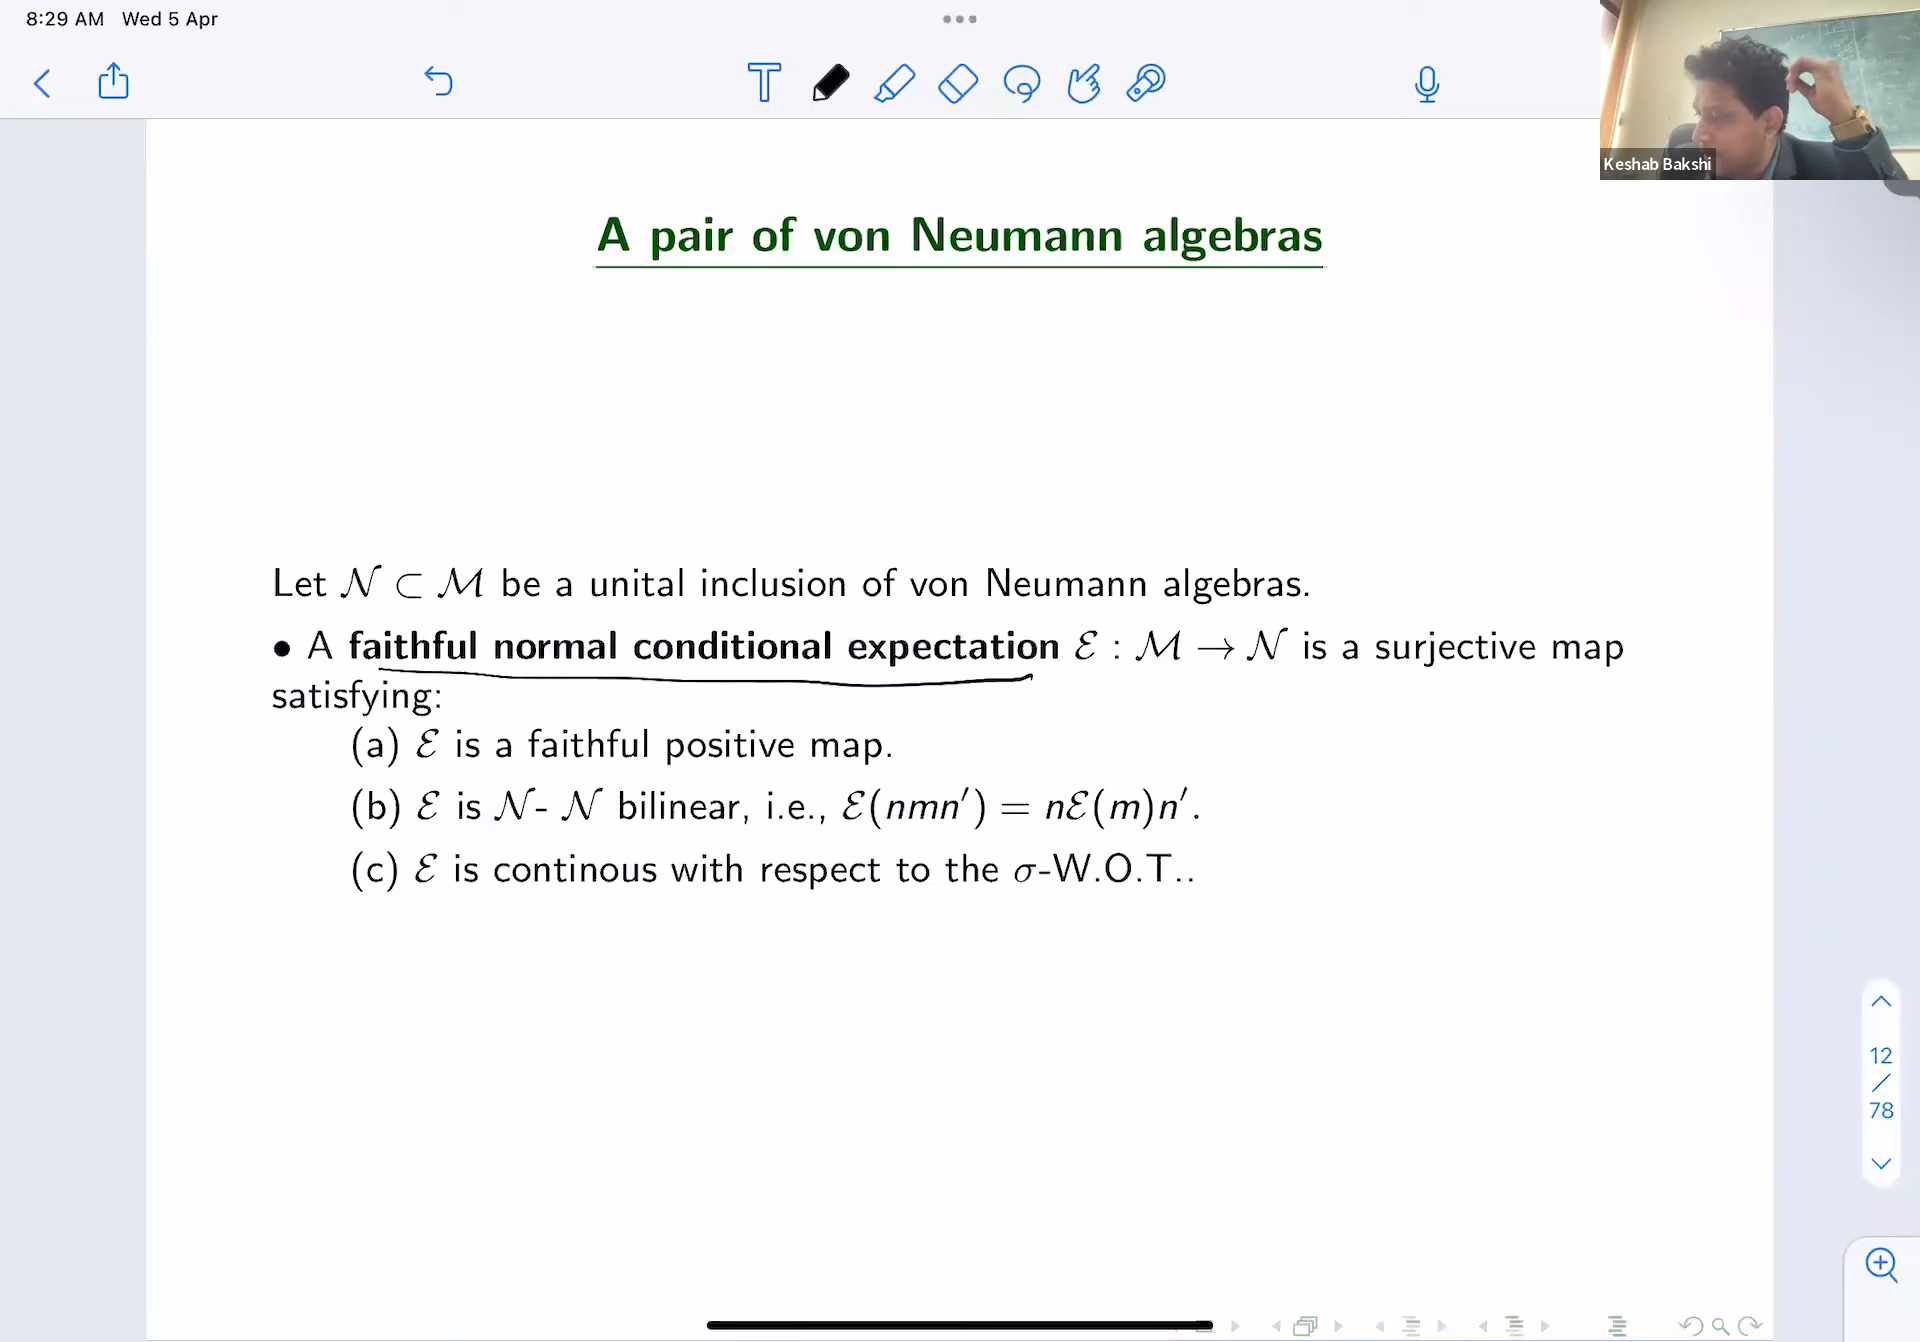 8:29 AM Wed 5 Apr
Keshab Bakshi
A pair of von Neumann algebras
Let 𝒩 ⊂ ℳ be a unital inclusion of von Neumann algebras.
• A faithful normal conditional expectation ℰ : ℳ → 𝒩 is a surjective map
satisfying:
(a) ℰ is a faithful positive map.
(b) ℰ is 𝒩- 𝒩 bilinear, i.e., ℰ(nmn′) = nℰ(m)n′.
(c) ℰ is continous with respect to the σ-W.O.T..
12
/
78